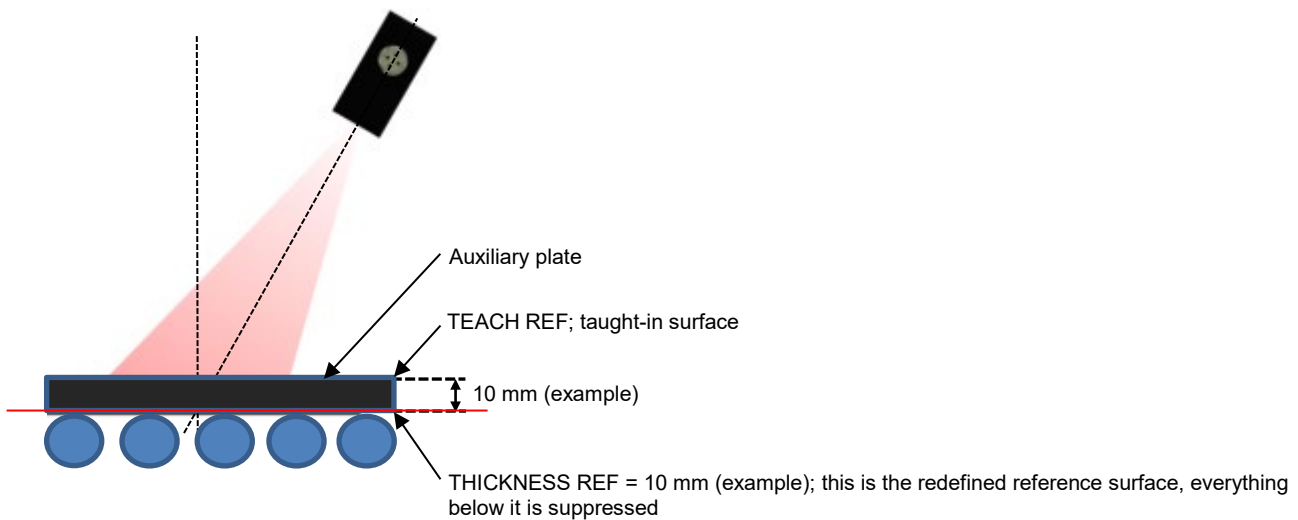 Auxiliary plate
TEACH REF; taught-in surface
10 mm (example)
THICKNESS REF = 10 mm (example); this is the redefined reference surface, everything
below it is suppressed